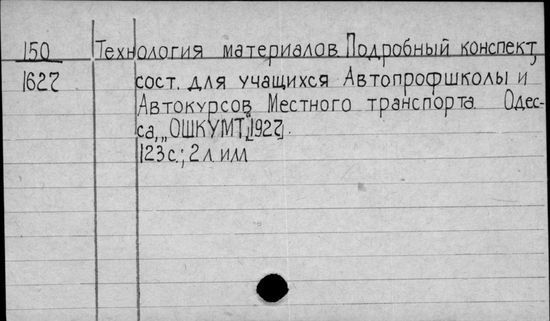 150 Технология материалов. Подробный конспект,
1627 сост. для учащихся Автопрофшколы и
Автокурсов Местного транспорта. Одес-
са, „ОШКУМТ", [1927].
123 с.; 2 л. илл